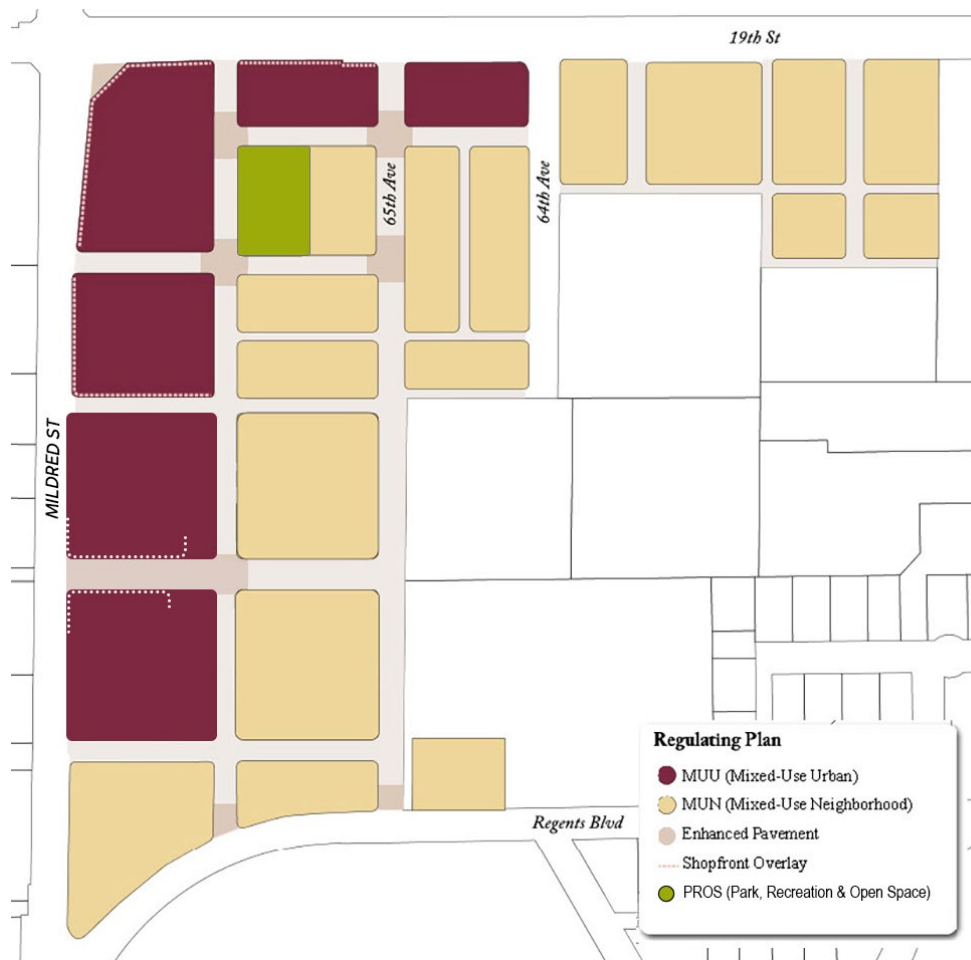 19th St
65th Ave
64th Ave
MILDRED ST
Regents Blvd
Regulating Plan
MUU (Mixed-Use Urban)
MUN (Mixed-Use Neighborhood)
Enhanced Pavement
Shopfront Overlay
PROS (Park, Recreation & Open Space)